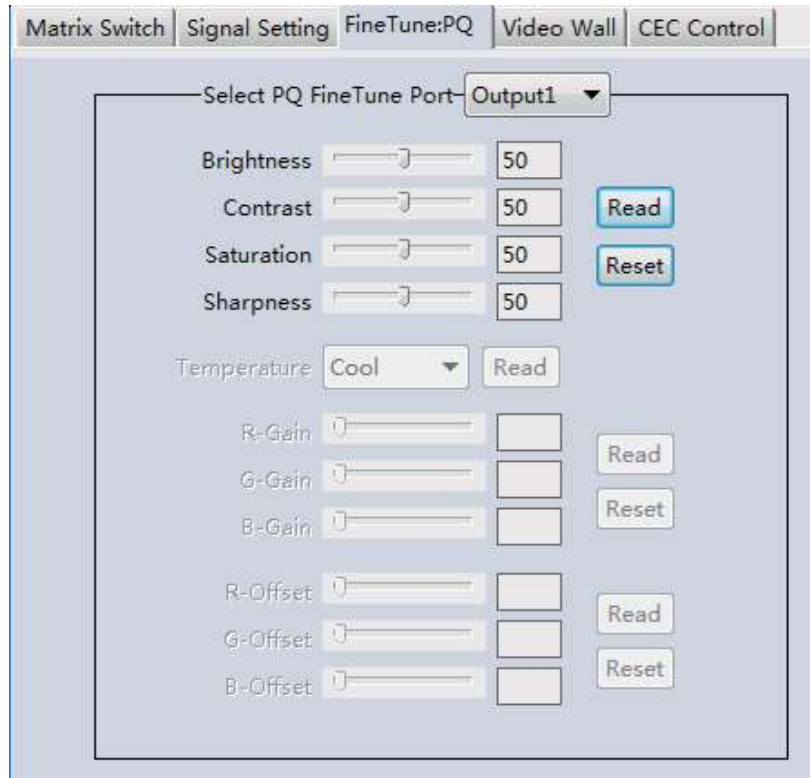 Matrix Switch Signal Setting FineTune:PQ Video Wall CEC Control
Select PQ FineTune Port Output1
Brightness 50
Contrast 50 Read
Saturation 50 Reset
Sharpness 50
Temperature Cool Read
R-Gain
Read
G-Gain
Reset
B-Gain
R-Offset
Read
G-Offset
Reset
B-Offset